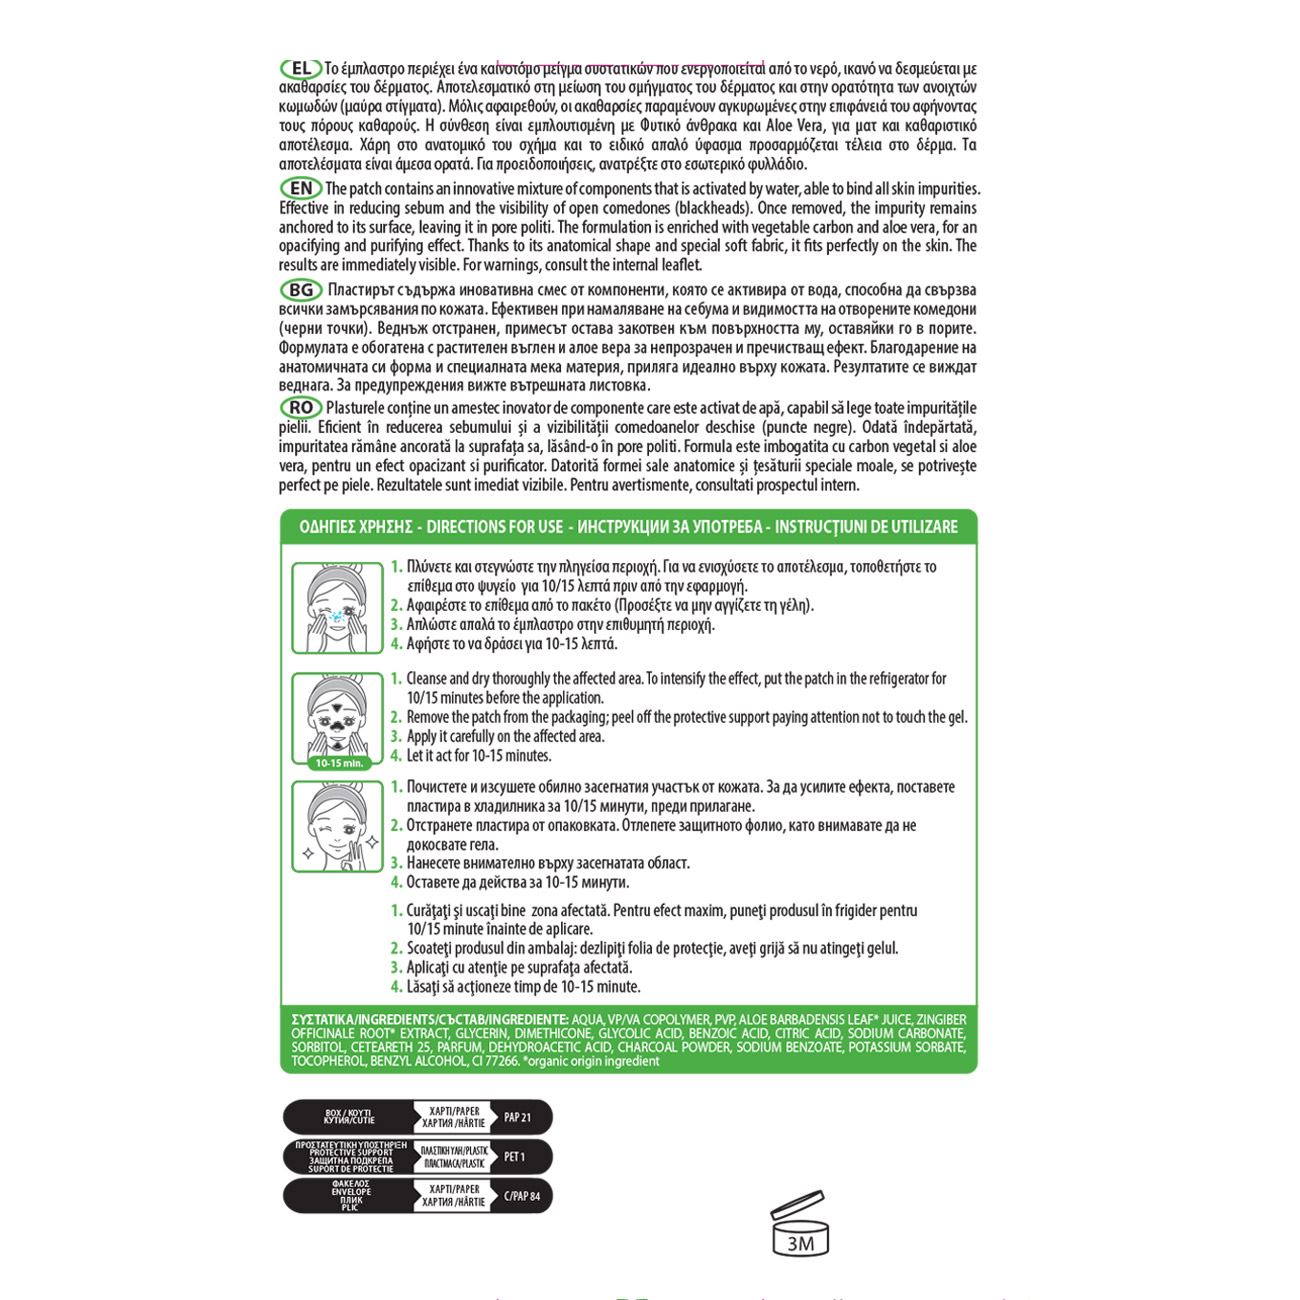 EL Το έμπλαστρο περιέχει ένα καινοτόμο μείγμα συστατικών που ενεργοποιείται από το νερό, ικανό να δεσμεύεται με
ακαθαρσίες του δέρματος. Αποτελεσματικό στη μείωση του σμήγματος του δέρματος και στην ορατότητα των ανοιχτών
κωμωδών (μαύρα στίγματα). Μόλις αφαιρεθούν, οι ακαθαρσίες παραμένουν αγκυρωμένες στην επιφάνειά του αφήνοντας
τους πόρους καθαρούς. Η σύνθεση είναι εμπλουτισμένη με Φυτικό άνθρακα και Aloe Vera, για ματ και καθαριστικό
αποτέλεσμα. Χάρη στο ανατομικό του σχήμα και το ειδικό απαλό ύφασμα προσαρμόζεται τέλεια στο δέρμα. Τα
αποτελέσματα είναι άμεσα ορατά. Για προειδοποιήσεις, ανατρέξτε στο εσωτερικό φυλλάδιο.
EN The patch contains an innovative mixture of components that is activated by water, able to bind all skin impurities.
Effective in reducing sebum and the visibility of open comedones (blackheads). Once removed, the impurity remains
anchored to its surface, leaving it in pore politi. The formulation is enriched with vegetable carbon and aloe vera, for an
opacifying and purifying effect. Thanks to its anatomical shape and special soft fabric, it fits perfectly on the skin. The
results are immediately visible. For warnings, consult the internal leaflet.
BG Пластирът съдържа иновативна смес от компоненти, която се активира от вода, способна да свързва
всички замърсявания по кожата. Ефективен при намаляване на себума и видимостта на отворените комедони
(черни точки). Веднъж отстранен, примесът остава закотвен към повърхността му, оставяйки го в порите.
Формулата е обогатена с растителен въглен и алое вера за непрозрачен и пречистващ ефект. Благодарение на
анатомичната си форма и специалната мека материя, приляга идеално върху кожата. Резултатите се виждат
веднага. За предупреждения вижте вътрешната листовка.
RO Plasturele conține un amestec inovator de componente care este activat de apă, capabil să lege toate impuritățile
pielii. Eficient în reducerea sebumului și a vizibilității comedoanelor deschise (puncte negre). Odată îndepărtată,
impuritatea rămâne ancorată la suprafața sa, lăsând-o în pore politi. Formula este imbogatita cu carbon vegetal si aloe
vera, pentru un efect opacizant si purificator. Datorită formei sale anatomice și țesăturii speciale moale, se potrivește
perfect pe piele. Rezultatele sunt imediat vizibile. Pentru avertismente, consultati prospectul intern.
ΟΔΗΓΙΕΣ ΧΡΗΣΗΣ - DIRECTIONS FOR USE - ИНСТРУКЦИИ ЗА УПОТРЕБА - INSTRUCŢIUNI DE UTILIZARE
1. Πλύνετε και στεγνώστε την πληγείσα περιοχή. Για να ενισχύσετε το αποτέλεσμα, τοποθετήστε το
επίθεμα στο ψυγείο για 10/15 λεπτά πριν από την εφαρμογή.
2. Αφαιρέστε το επίθεμα από το πακέτο (Προσέξτε να μην αγγίζετε τη γέλη).
3. Απλώστε απαλά το έμπλαστρο στην επιθυμητή περιοχή.
4. Αφήστε το να δράσει για 10-15 λεπτά.
1. Cleanse and dry thoroughly the affected area. To intensify the effect, put the patch in the refrigerator for
10/15 minutes before the application.
2. Remove the patch from the packaging; peel off the protective support paying attention not to touch the gel.
3. Apply it carefully on the affected area.
4. Let it act for 10-15 minutes.
10-15 min.
1. Почистете и изсушете обилно засегнатия участък от кожата. За да усилите ефекта, поставете
пластира в хладилника за 10/15 минути, преди прилагане.
2. Отстранете пластира от опаковката. Отлепете защитното фолио, като внимавате да не
докосвате гела.
3. Нанесете внимателно върху засегнатата област.
4. Оставете да действа за 10-15 минути.
1. Curăţaţi şi uscaţi bine zona afectată. Pentru efect maxim, puneţi produsul în frigider pentru
10/15 minute înainte de aplicare.
2. Scoateţi produsul din ambalaj: dezlipiţi folia de protecţie, aveţi grijă să nu atingeţi gelul.
3. Aplicaţi cu atenţie pe suprafaţa afectată.
4. Lăsaţi să acţioneze timp de 10-15 minute.
ΣΥΣΤΑΤΙΚΑ/INGREDIENTS/СЪСТАВ/INGREDIENTE: AQUA, VP/VA COPOLYMER, PVP, ALOE BARBADENSIS LEAF* JUICE, ZINGIBER
OFFICINALE ROOT* EXTRACT, GLYCERIN, DIMETHICONE, GLYCOLIC ACID, BENZOIC ACID, CITRIC ACID, SODIUM CARBONATE,
SORBITOL, CETEARETH 25, PARFUM, DEHYDROACETIC ACID, CHARCOAL POWDER, SODIUM BENZOATE, POTASSIUM SORBATE,
TOCOPHEROL, BENZYL ALCOHOL, CI 77266. *organic origin ingredient
BOX / ΚΟΥΤΙ
КУТИЯ/CUTIE
ΧΑΡΤΙ/PAPER
ХАРТИЯ /HÂRTIE
PAP 21
ΠΡΟΣΤΑΤΕΥΤΙΚΗ ΥΠΟΣΤΗΡΙΞΗ
PROTECTIVE SUPPORT
ЗАЩИТНА ПОДКРЕПА
SUPORT DE PROTECTIE
ΠΛΑΣΤΙΚΗ ΥΛΗ/PLASTIC
ПЛАСТМАСА/PLASTIC
PET 1
ΦΑΚΕΛΟΣ
ENVELOPE
ПЛИК
PLIC
ΧΑΡΤΙ/PAPER
ХАРТИЯ /HÂRTIE
C/PAP 84
3M